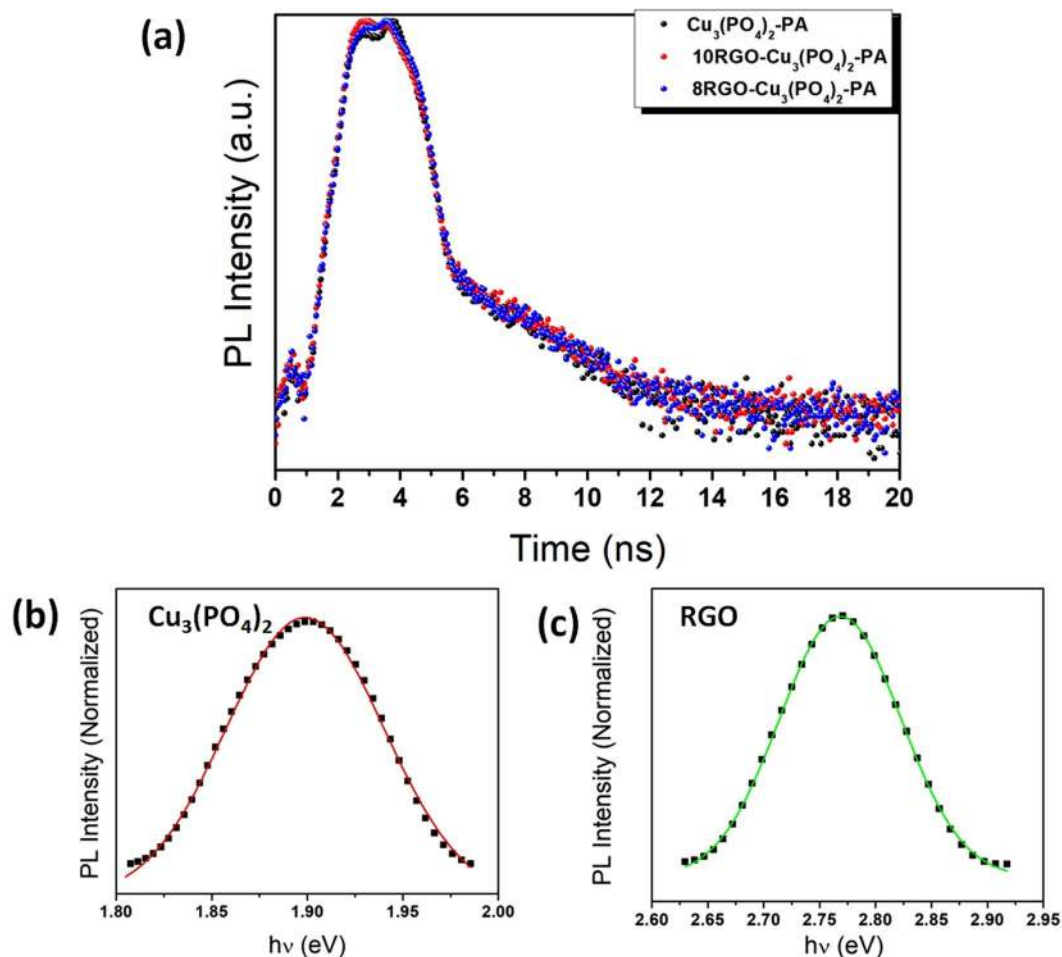 (a)
Cu₃(PO₄)₂-PA
10RGO-Cu₃(PO₄)₂-PA
8RGO-Cu₃(PO₄)₂-PA
PL Intensity (a.u.)
0 2 4 6 8 10 12 14 16 18 20
Time (ns)
(b)
Cu₃(PO₄)₂
PL Intensity (Normalized)
1.80 1.85 1.90 1.95 2.00
hν (eV)
(c)
RGO
PL Intensity (Normalized)
2.60 2.65 2.70 2.75 2.80 2.85 2.90 2.95
hν (eV)